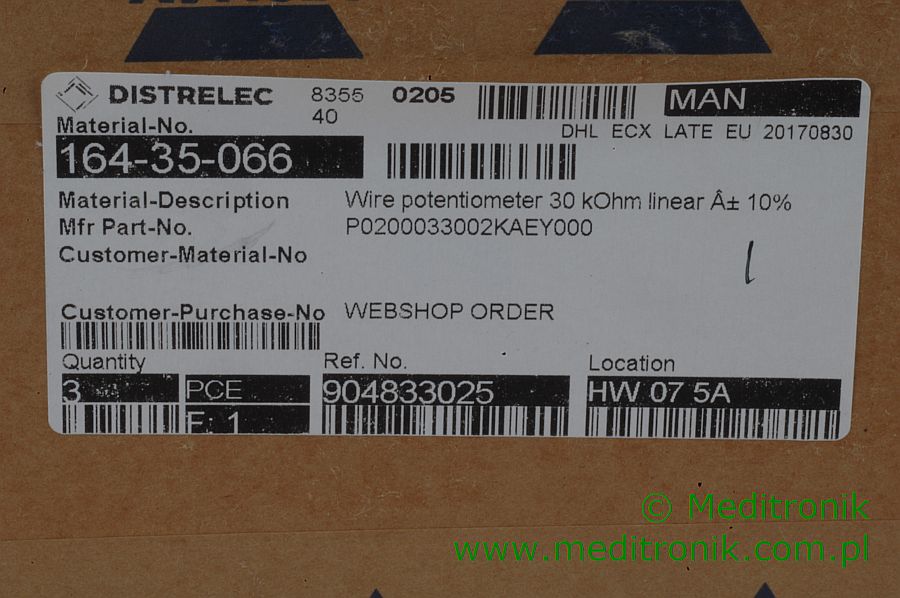 DISTRELEC 8355 0205 MAN
40
Material-No. DHL ECX LATE EU 20170830
164-35-066
Material-Description Wire potentiometer 30 kOhm linear Â± 10%
Mfr Part-No. P0200033002KAEY000
Customer-Material-No
Customer-Purchase-No WEBSHOP ORDER
Quantity Ref. No. Location
3 PCE 904833025 HW 07 5A
F: 1
© Meditronik
www.meditronik.com.pl